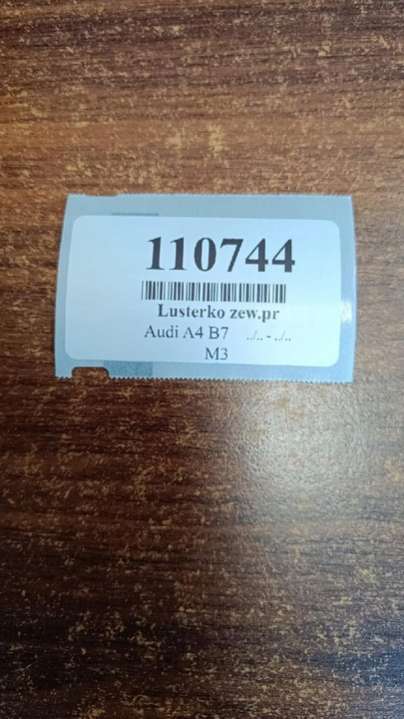 110744
Lusterko zew.pr
Audi A4 B7 ./.. - ./..
M3